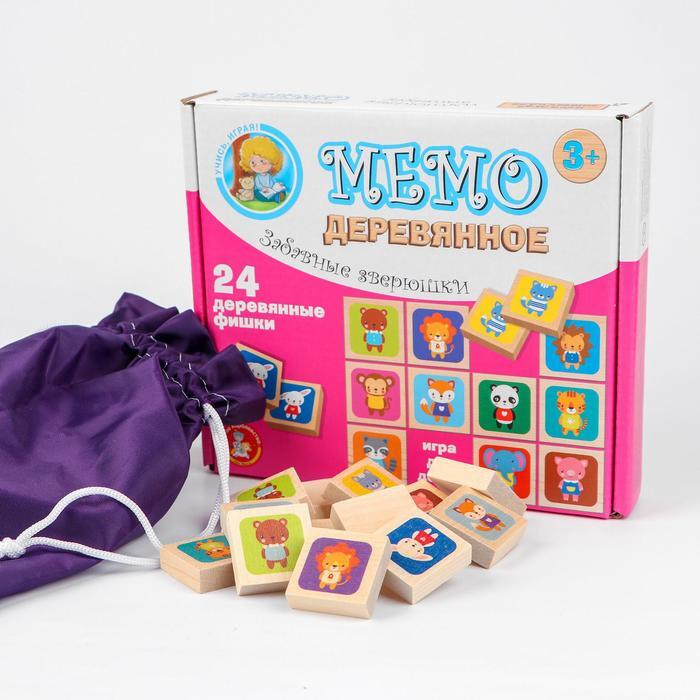 УЧИСЬ, ИГРАЯ!
МЕМО
3+
ДЕРЕВЯННОЕ
Забавные зверюшки
24
деревянные
фишки
игра